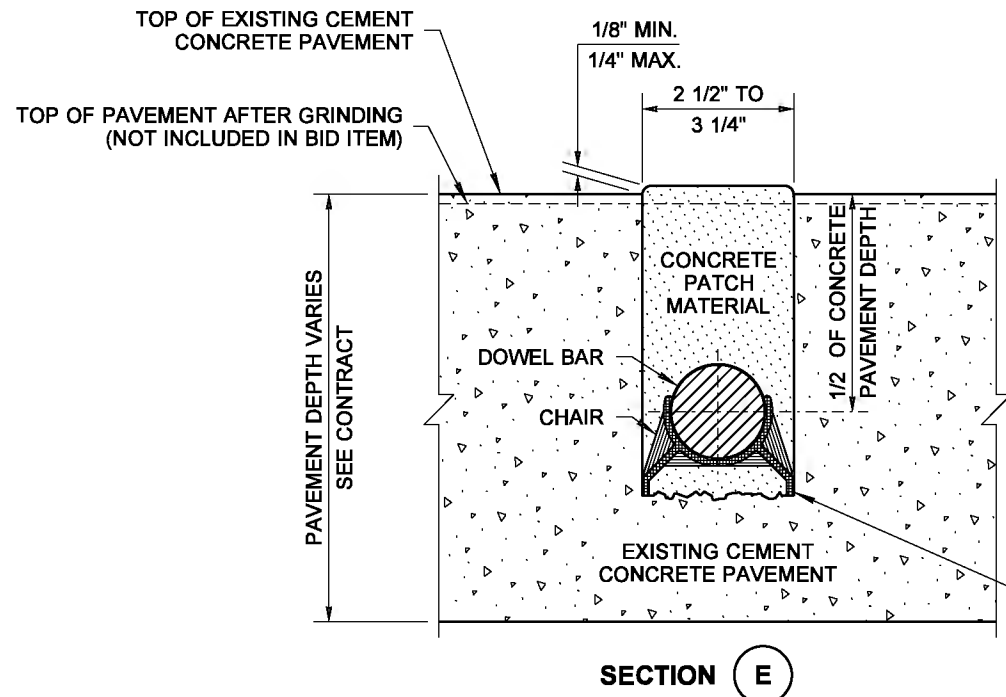 TOP OF EXISTING CEMENT
CONCRETE PAVEMENT
1/8" MIN.
1/4" MAX.
2 1/2" TO
3 1/4"
TOP OF PAVEMENT AFTER GRINDING
(NOT INCLUDED IN BID ITEM)
PAVEMENT DEPTH VARIES
SEE CONTRACT
CONCRETE
PATCH
MATERIAL
1/2 OF CONCRETE
PAVEMENT DEPTH
DOWEL BAR
CHAIR
EXISTING CEMENT
CONCRETE PAVEMENT
SECTION E